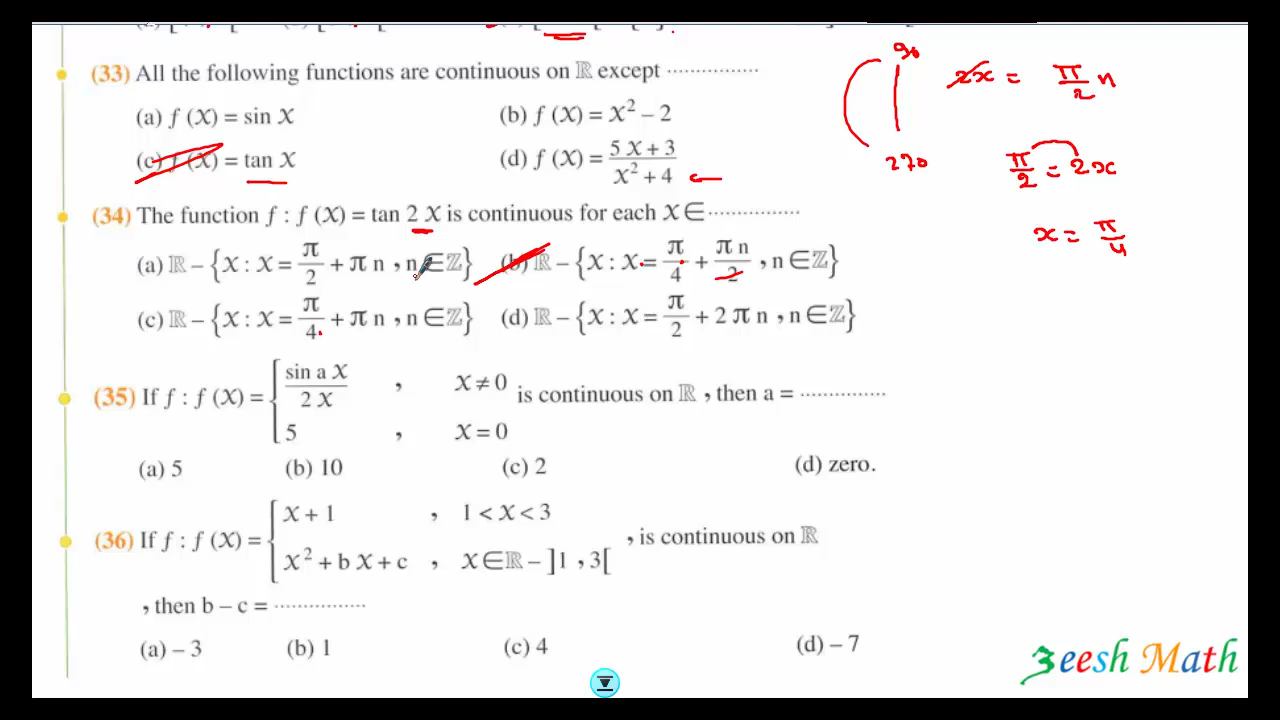 (33) All the following functions are continuous on ℝ except ................
(a) f (X) = sin X (b) f (X) = X² – 2
(c) f (X) = tan X (d) f (X) = (5 X + 3)/(X² + 4)
(34) The function f : f (X) = tan 2 X is continuous for each X ∈ ................
(a) ℝ – {X : X = π/2 + π n , n ∈ ℤ} (b) ℝ – {X : X = π/4 + π n/2 , n ∈ ℤ}
(c) ℝ – {X : X = π/4 + π n , n ∈ ℤ} (d) ℝ – {X : X = π/2 + 2 π n , n ∈ ℤ}
(35) If f : f (X) = { sin a X/2 X , X ≠ 0
5 , X = 0 is continuous on ℝ , then a = ................
(a) 5 (b) 10 (c) 2 (d) zero.
(36) If f : f (X) = { X + 1 , 1 < X < 3
X² + b X + c , X ∈ ℝ – ]1 , 3[ , is continuous on ℝ
, then b – c = ................
(a) – 3 (b) 1 (c) 4 (d) – 7
90
270
2x = π/2 n
π/2 = 2x
x = π/4
Zeesh Math